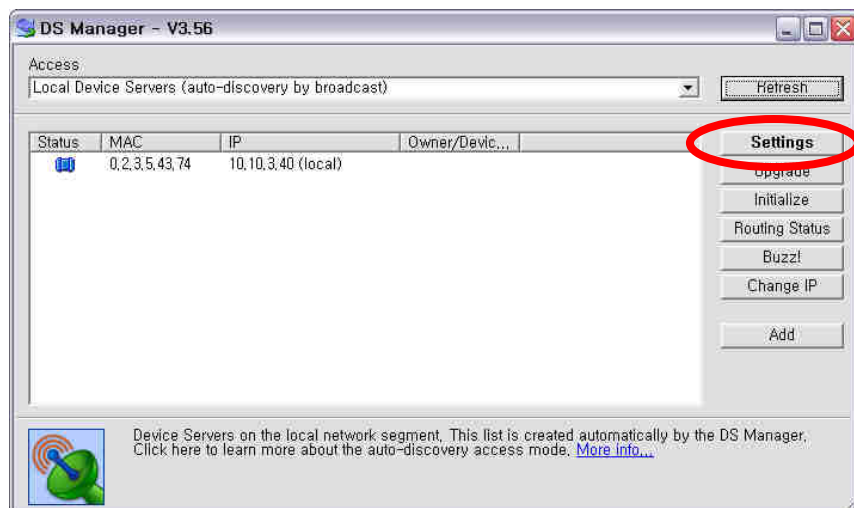 DS Manager - V3.56
Access
Local Device Servers (auto-discovery by broadcast)
Refresh
Status MAC IP Owner/Devic...
0.2.3.5.43.74 10.10.3.40 (local)
Settings
Upgrade
Initialize
Routing Status
Buzz!
Change IP
Add
Device Servers on the local network segment. This list is created automatically by the DS Manager.
Click here to learn more about the auto-discovery access mode. More info...